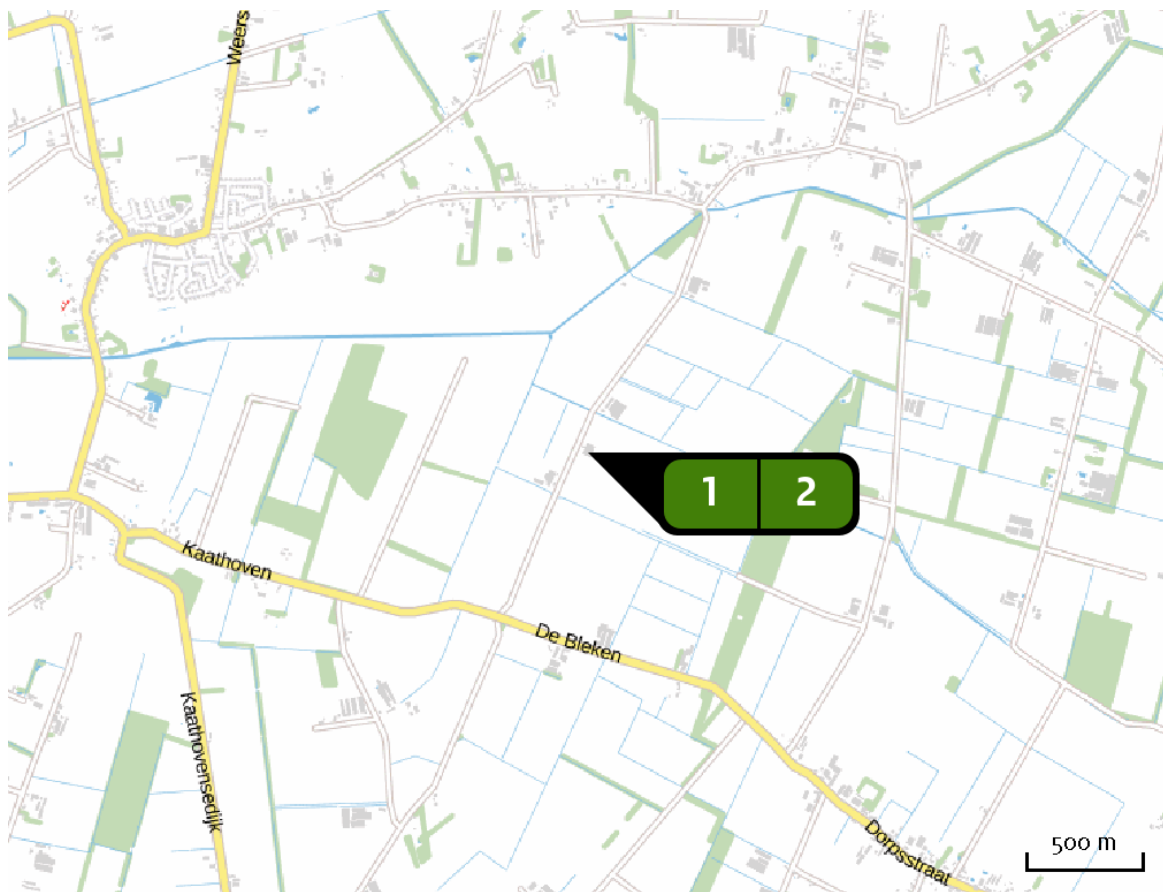 Weers
1 2
Kaathoven
De Bleken
Kaathovensedijk
Dorpsstraat
500 m